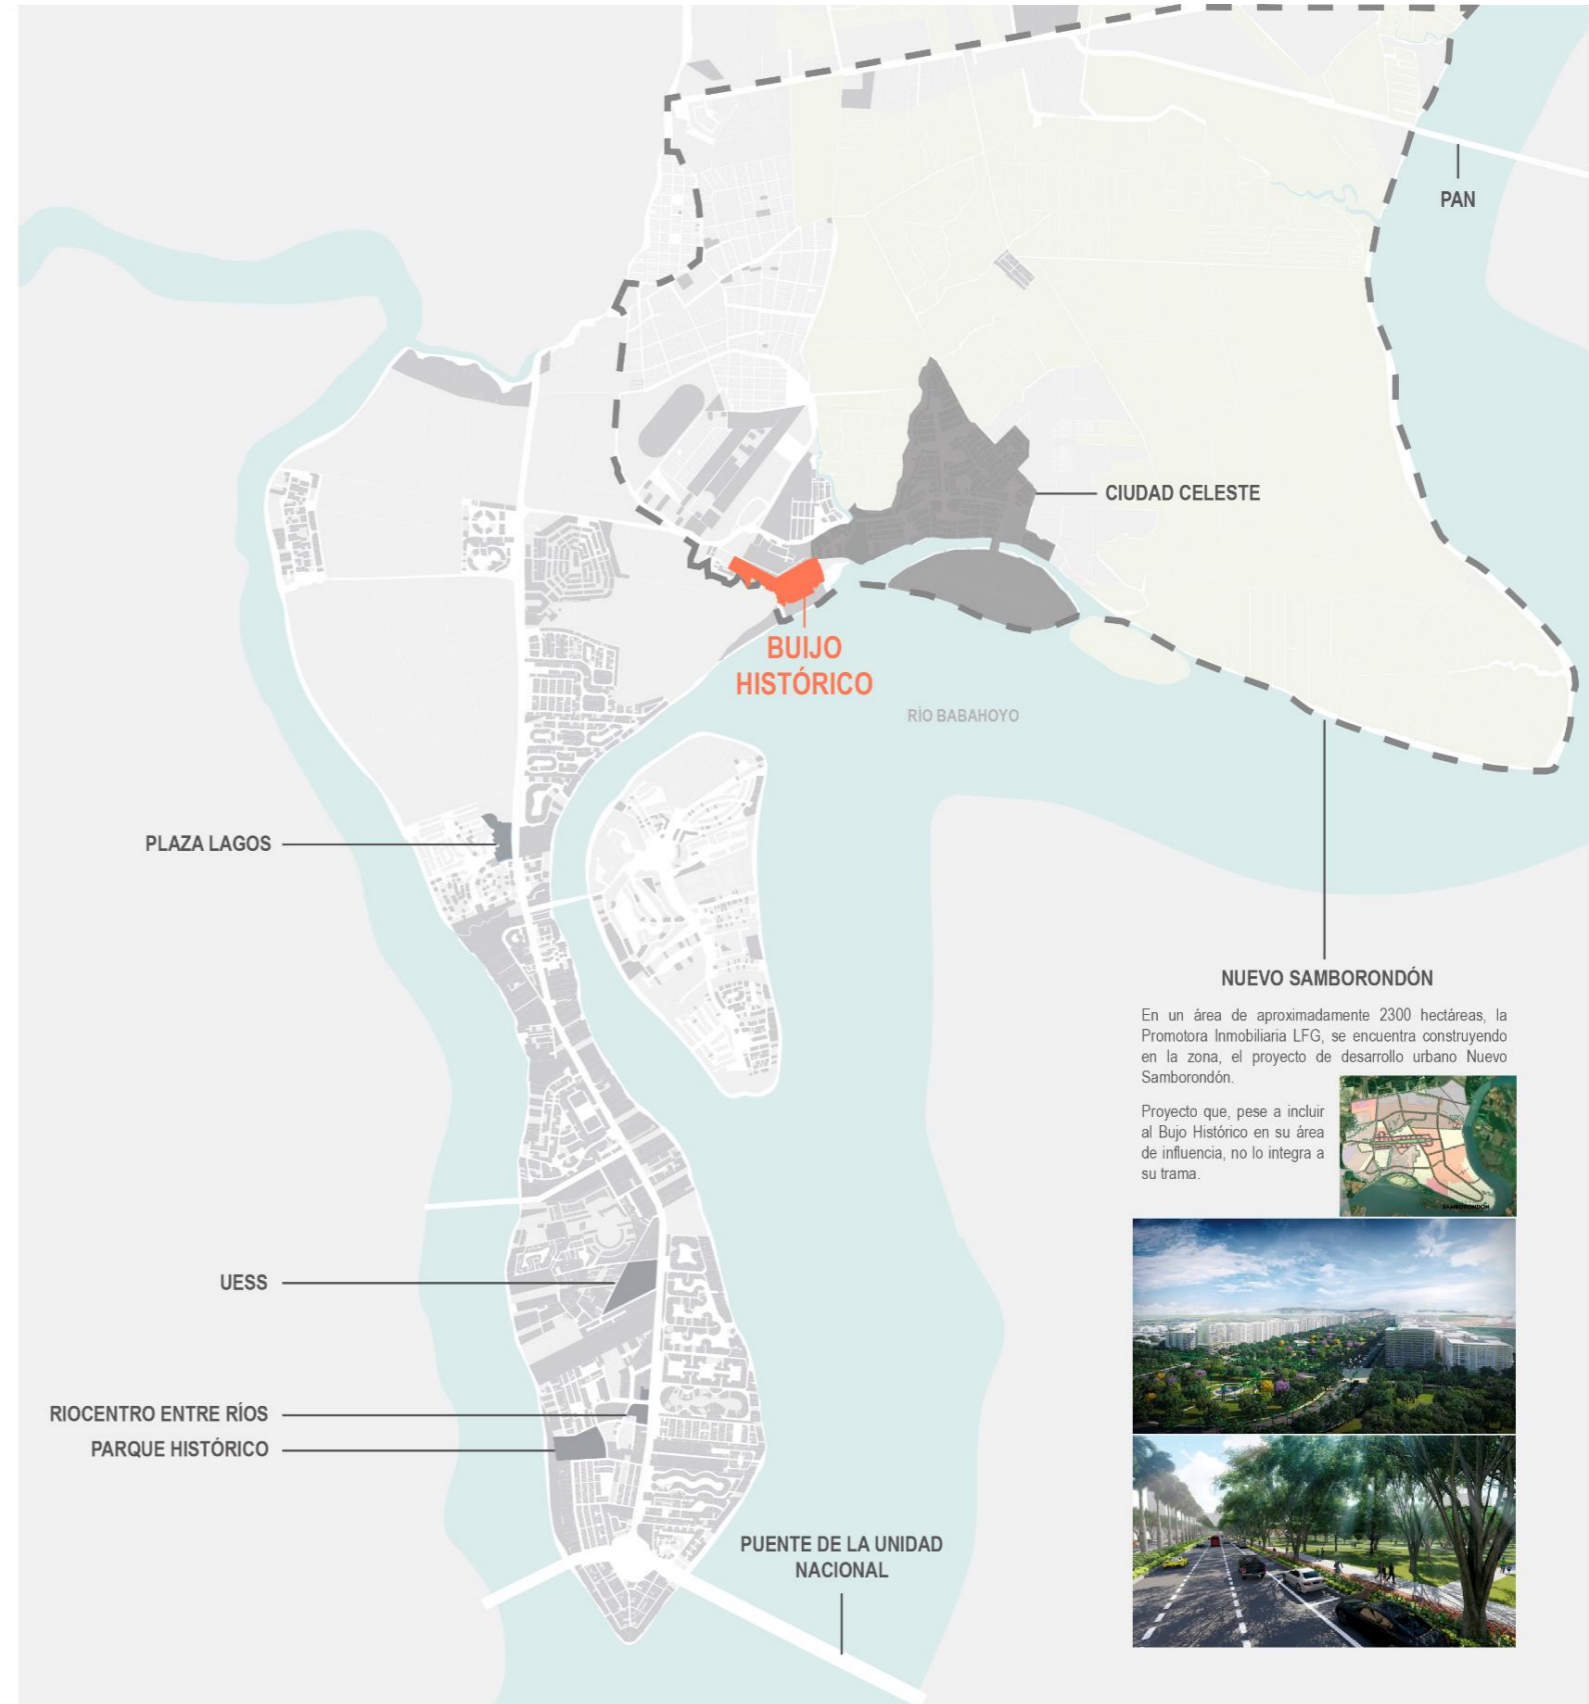 PAN
CIUDAD CELESTE
BUIJO
HISTÓRICO
RÍO BABAHOYO
PLAZA LAGOS
NUEVO SAMBORONDÓN
En un área de aproximadamente 2300 hectáreas, la
Promotora Inmobiliaria LFG, se encuentra construyendo
en la zona, el proyecto de desarrollo urbano Nuevo
Samborondón.
Proyecto que, pese a incluir
al Bujo Histórico en su área
de influencia, no lo integra a
su trama.
SAMBORONDÓN
UESS
RIOCENTRO ENTRE RÍOS
PARQUE HISTÓRICO
PUENTE DE LA UNIDAD
NACIONAL